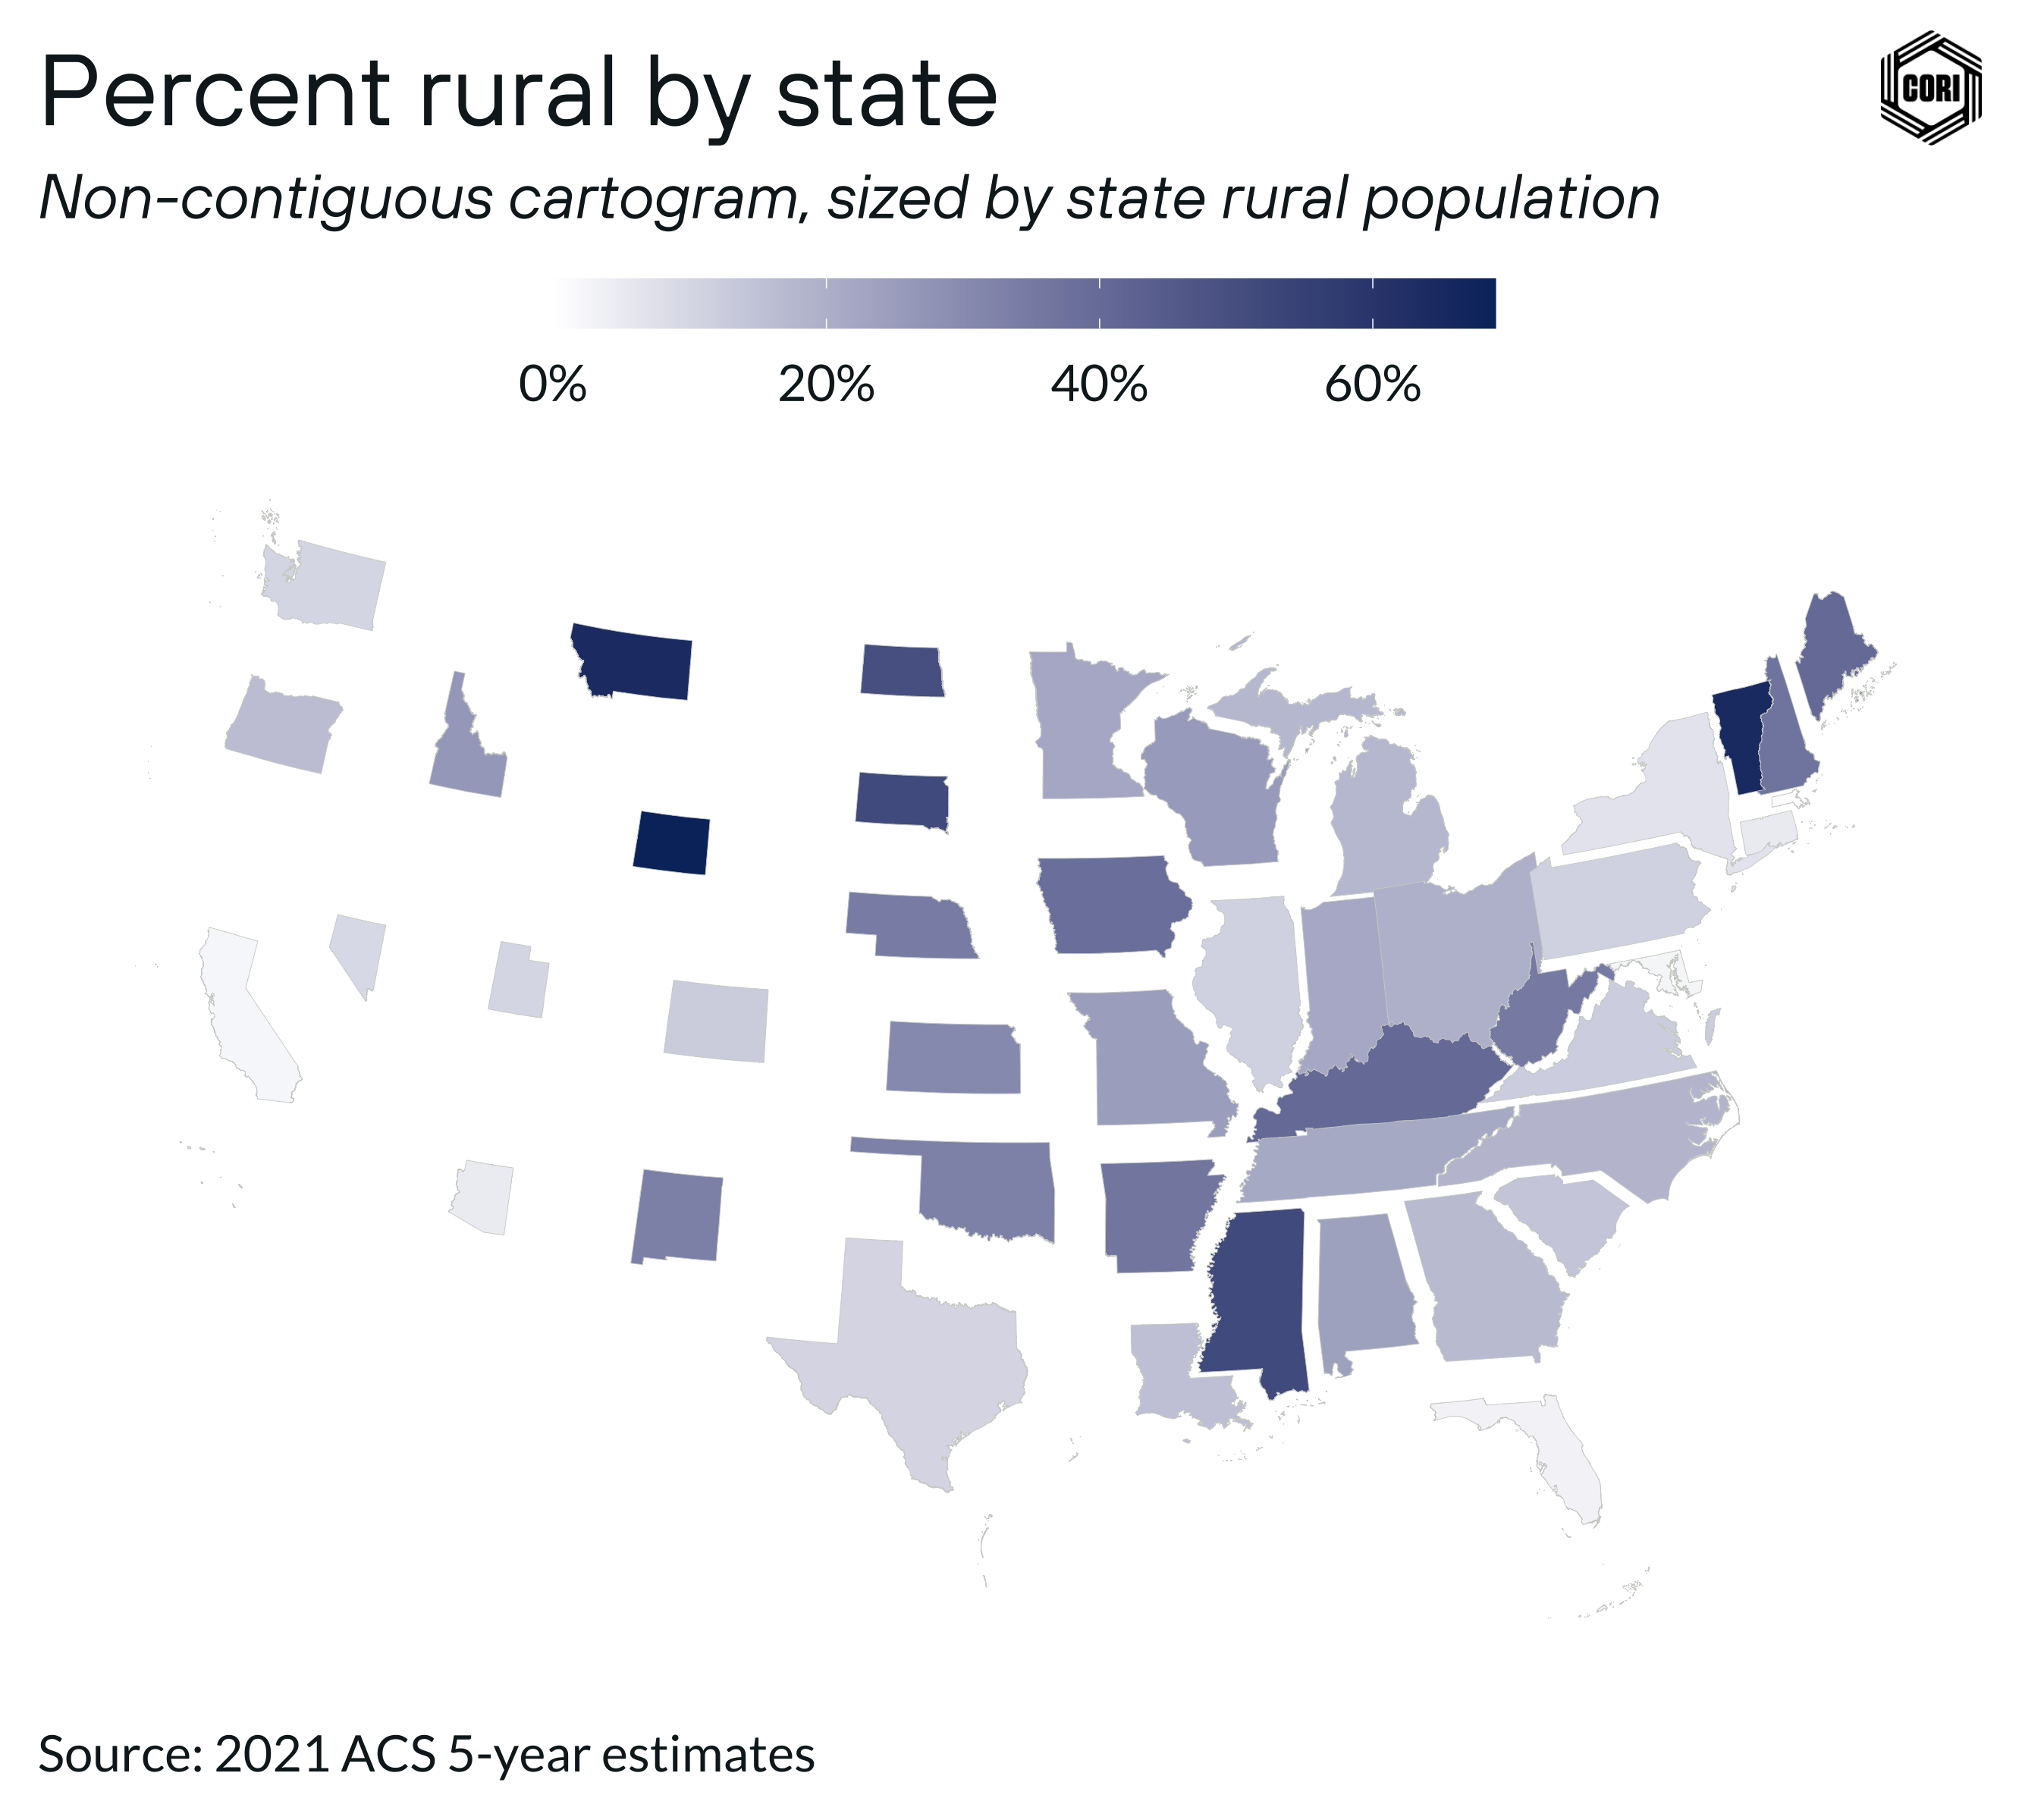 Percent rural by state
CORI
Non-contiguous cartogram, sized by state rural population
0% 20% 40% 60%
Source: 2021 ACS 5-year estimates